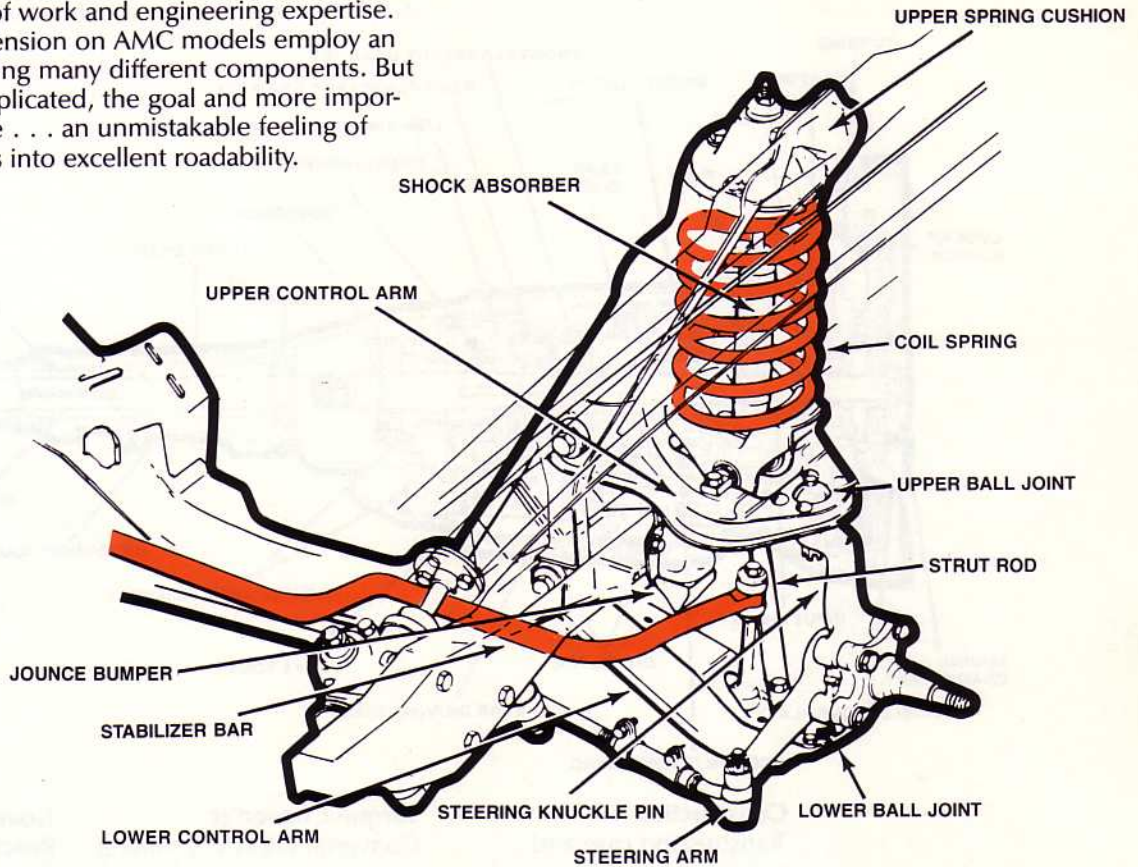 of work and engineering expertise.
ension on AMC models employ an
ing many different components. But
plicated, the goal and more impor-
e . . . an unmistakable feeling of
s into excellent roadability.
UPPER SPRING CUSHION
SHOCK ABSORBER
UPPER CONTROL ARM
COIL SPRING
UPPER BALL JOINT
STRUT ROD
JOUNCE BUMPER
STABILIZER BAR
STEERING KNUCKLE PIN
LOWER BALL JOINT
LOWER CONTROL ARM
STEERING ARM